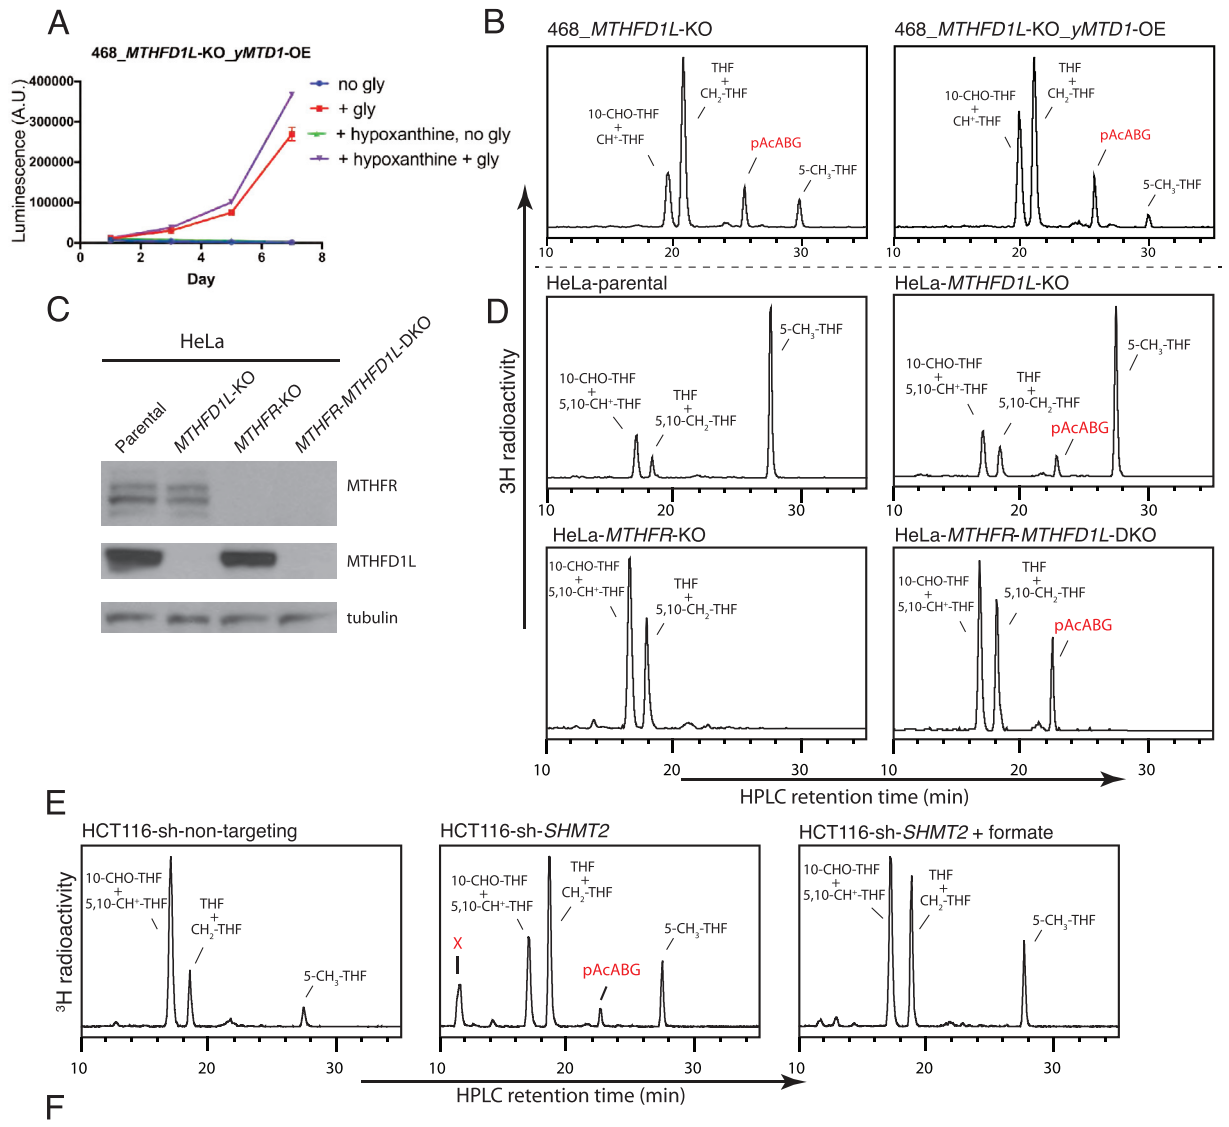 A
468_MTHFD1L-KO_yMTD1-OE
Luminescence (A.U.)
400000
300000
200000
100000
0
0 2 4 6 8
Day
no gly
+ gly
+ hypoxanthine, no gly
+ hypoxanthine + gly
B
468_MTHFD1L-KO
10-CHO-THF
+
CH⁺-THF
THF
+
CH₂-THF
pAcABG
5-CH₃-THF
10 20 30
468_MTHFD1L-KO_yMTD1-OE
10-CHO-THF
+
CH⁺-THF
THF
+
CH₂-THF
pAcABG
5-CH₃-THF
10 20 30
C
HeLa
Parental
MTHFD1L-KO
MTHFR-KO
MTHFR-MTHFD1L-DKO
MTHFR
MTHFD1L
tubulin
D
3H radioactivity
HeLa-parental
10-CHO-THF
+
5,10-CH⁺-THF
THF
+
5,10-CH₂-THF
5-CH₃-THF
10 20 30
HeLa-MTHFD1L-KO
10-CHO-THF
+
5,10-CH⁺-THF
THF
+
5,10-CH₂-THF
pAcABG
5-CH₃-THF
10 20 30
HeLa-MTHFR-KO
10-CHO-THF
+
5,10-CH⁺-THF
THF
+
5,10-CH₂-THF
10 20 30
HeLa-MTHFR-MTHFD1L-DKO
10-CHO-THF
+
5,10-CH⁺-THF
THF
+
5,10-CH₂-THF
pAcABG
10 20 30
HPLC retention time (min)
E
³H radioactivity
HCT116-sh-non-targeting
10-CHO-THF
+
5,10-CH⁺-THF
THF
+
CH₂-THF
5-CH₃-THF
10 20 30
HCT116-sh-SHMT2
X
10-CHO-THF
+
5,10-CH⁺-THF
THF
+
CH₂-THF
pAcABG
5-CH₃-THF
10 20 30
HCT116-sh-SHMT2 + formate
10-CHO-THF
+
5,10-CH⁺-THF
THF
+
CH₂-THF
5-CH₃-THF
10 20 30
HPLC retention time (min)
F